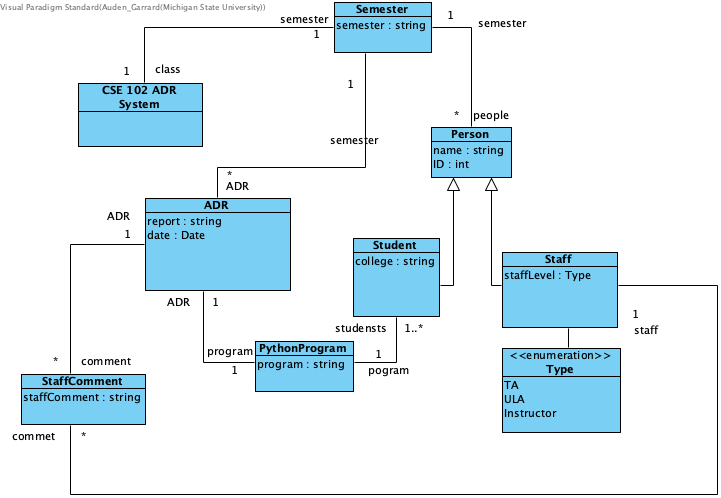 Visual Paradigm Standard(Auden_Garrard(Michigan State University))
Semester
semester : string
semester
1
1
semester
1
class
CSE 102 ADR
System
1
semester
*
ADR
*
people
Person
name : string
ID : int
ADR
report : string
date : Date
ADR
1
Student
college : string
Staff
staffLevel : Type
ADR
1
studensts
1..*
1
staff
program
1
PythonProgram
program : string
1
pogram
<<enumeration>>
Type
TA
ULA
Instructor
*
comment
StaffComment
staffComment : string
commet
*